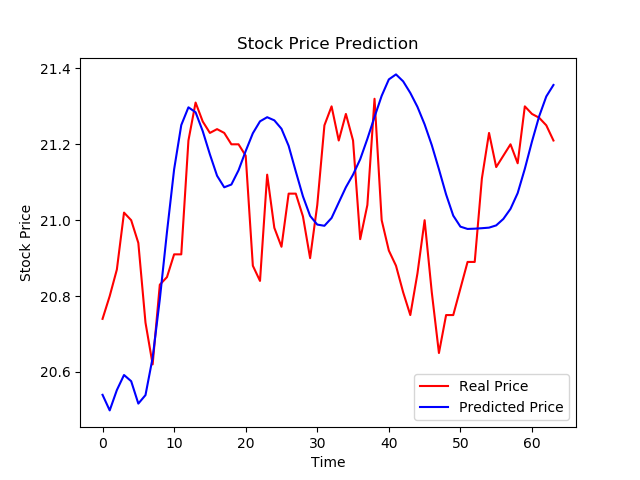 Stock Price Prediction
21.4
21.2
21.0
20.8
20.6
Stock Price
0 10 20 30 40 50 60
Time
Real Price
Predicted Price